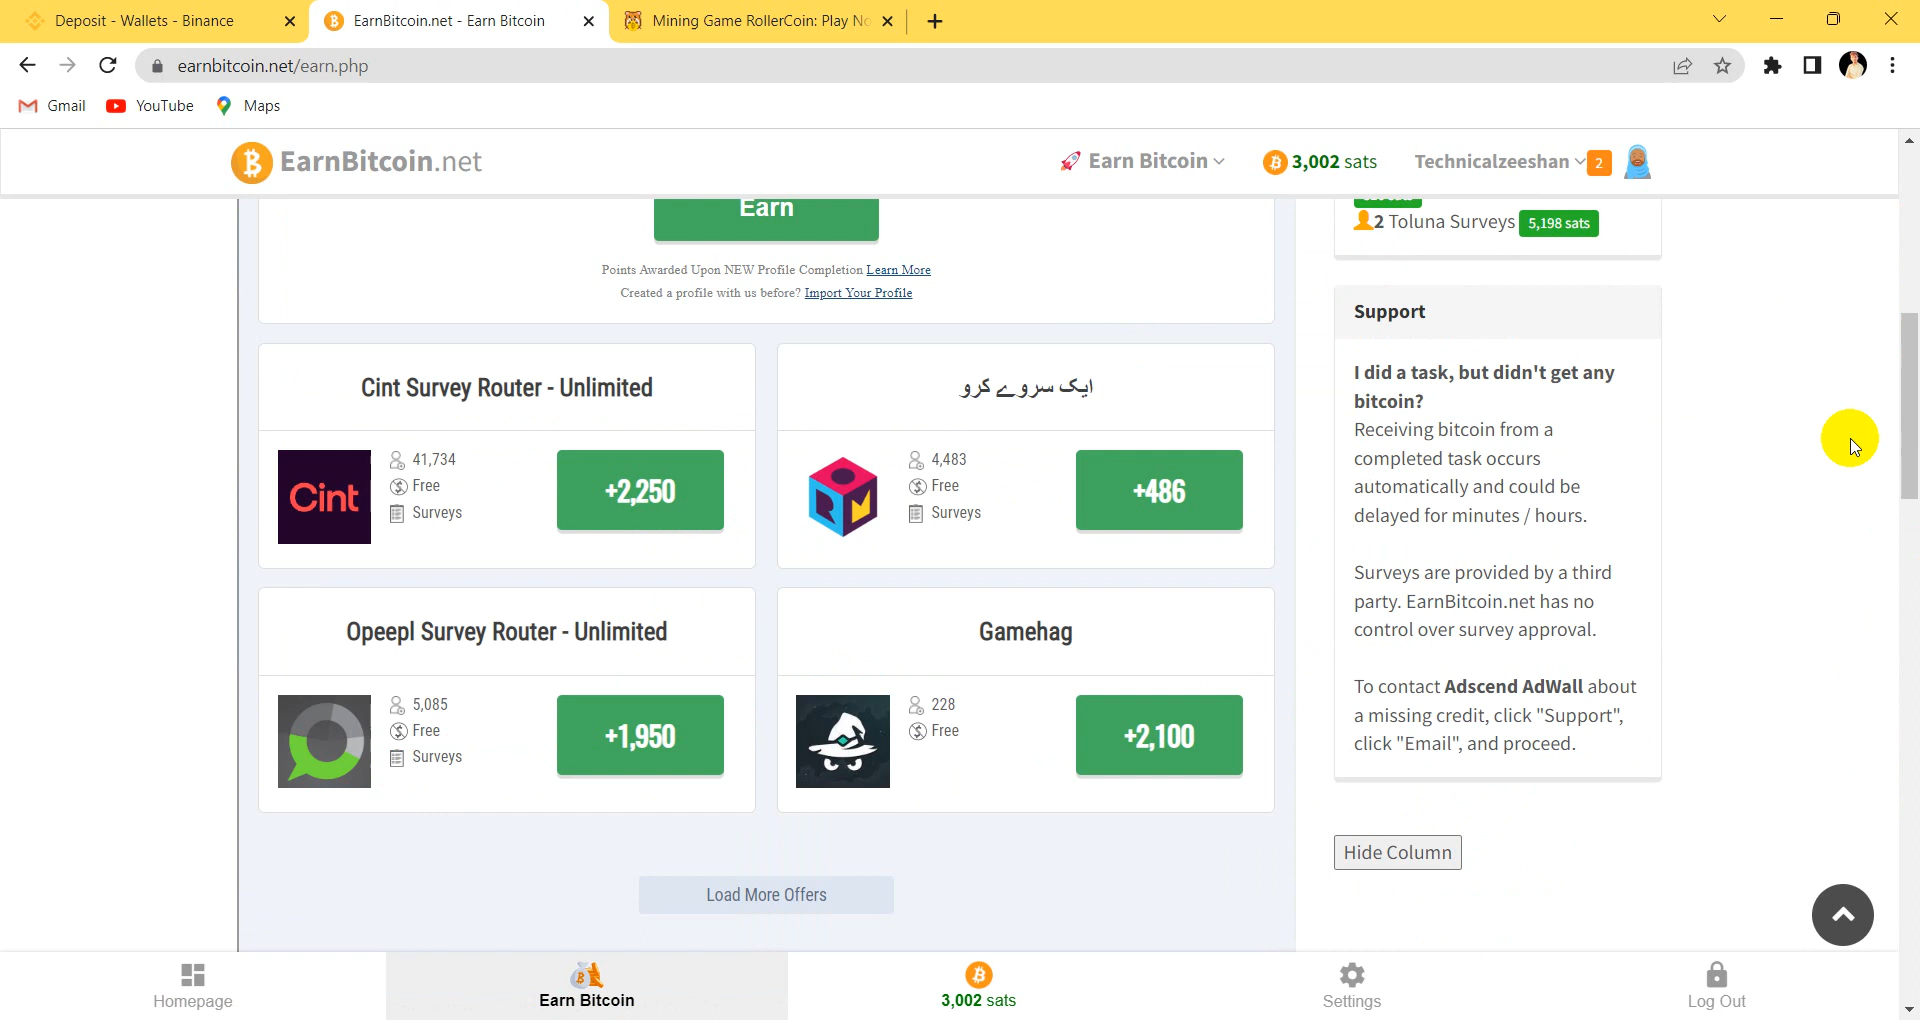 Deposit - Wallets - Binance
EarnBitcoin.net - Earn Bitcoin
Mining Game RollerCoin: Play No
earnbitcoin.net/earn.php
Gmail
YouTube
Maps
EarnBitcoin.net
Earn Bitcoin
3,002 sats
Technicalzeeshan
2
Earn
Points Awarded Upon NEW Profile Completion Learn More
Created a profile with us before? Import Your Profile
Cint Survey Router - Unlimited
Cint
41,734
Free
Surveys
+2,250
ایک سروے کرو
4,483
Free
Surveys
+486
Opeepl Survey Router - Unlimited
5,085
Free
Surveys
+1,950
Gamehag
228
Free
+2,100
Load More Offers
2 Toluna Surveys 5,198 sats
Support
I did a task, but didn't get any
bitcoin?
Receiving bitcoin from a
completed task occurs
automatically and could be
delayed for minutes / hours.
Surveys are provided by a third
party. EarnBitcoin.net has no
control over survey approval.
To contact Adscend AdWall about
a missing credit, click "Support",
click "Email", and proceed.
Hide Column
Homepage
Earn Bitcoin
3,002 sats
Settings
Log Out